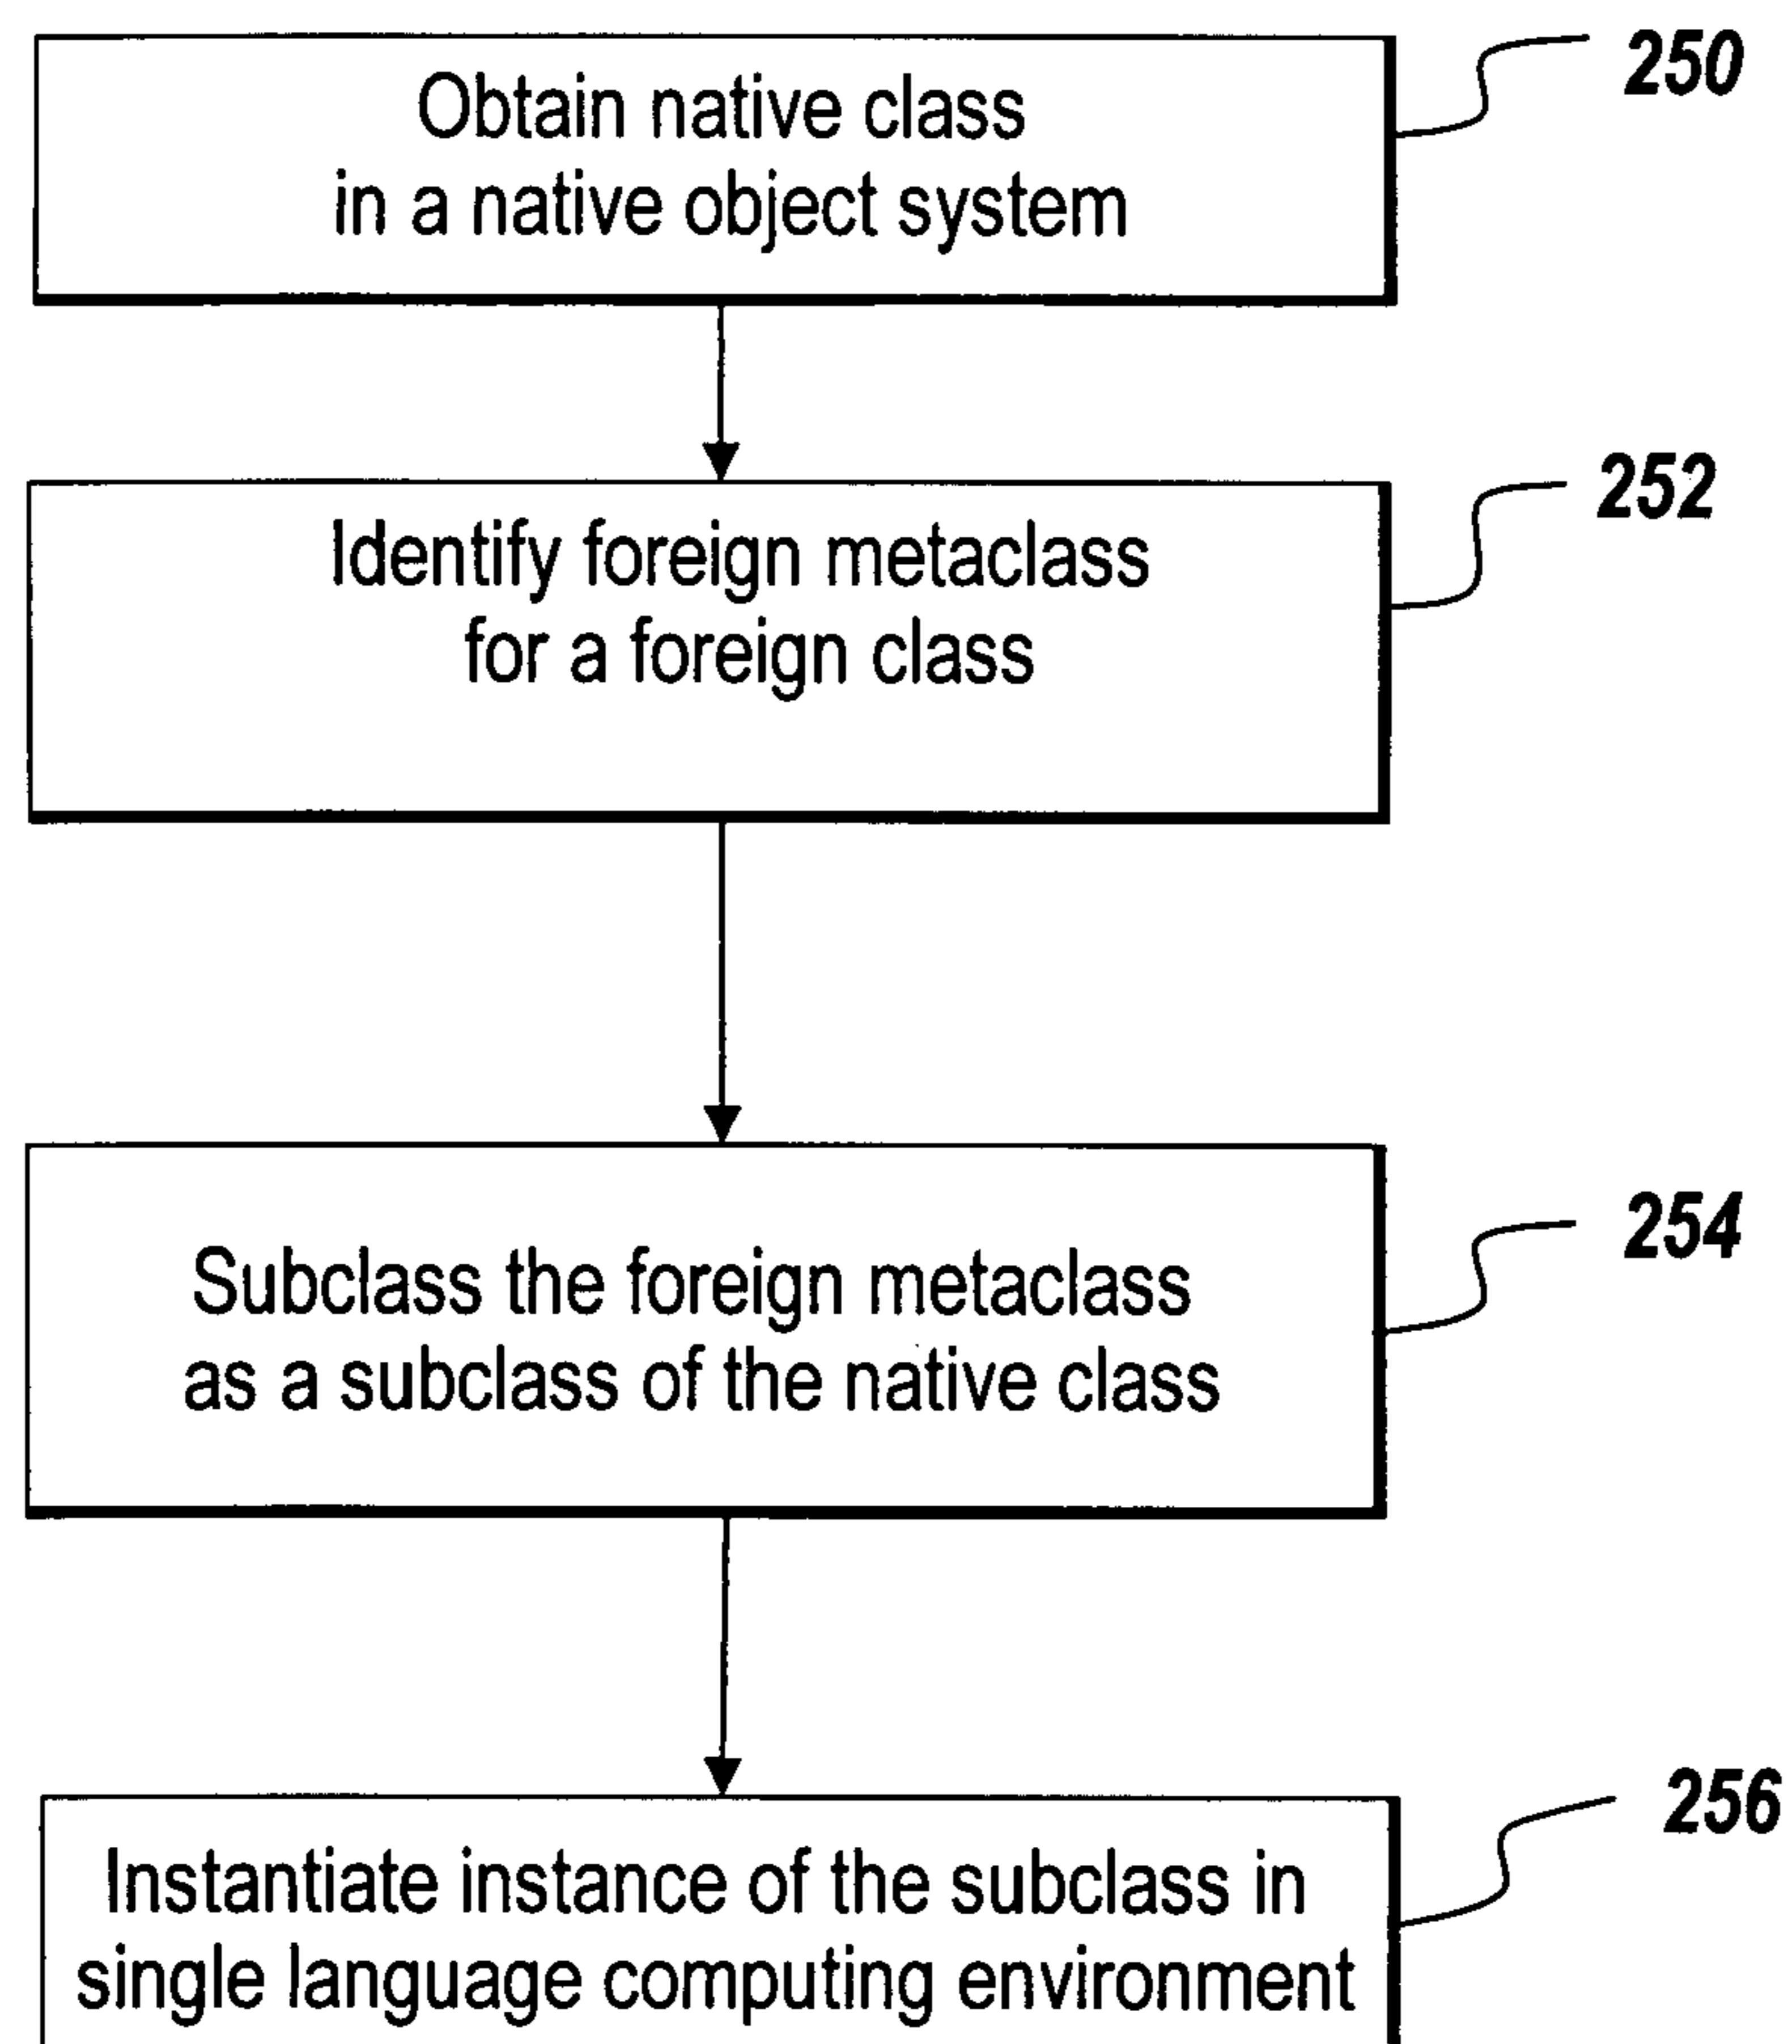 Obtain native class
in a native object system
250
Identify foreign metaclass
for a foreign class
252
Subclass the foreign metaclass
as a subclass of the native class
254
Instantiate instance of the subclass in
single language computing environment
256